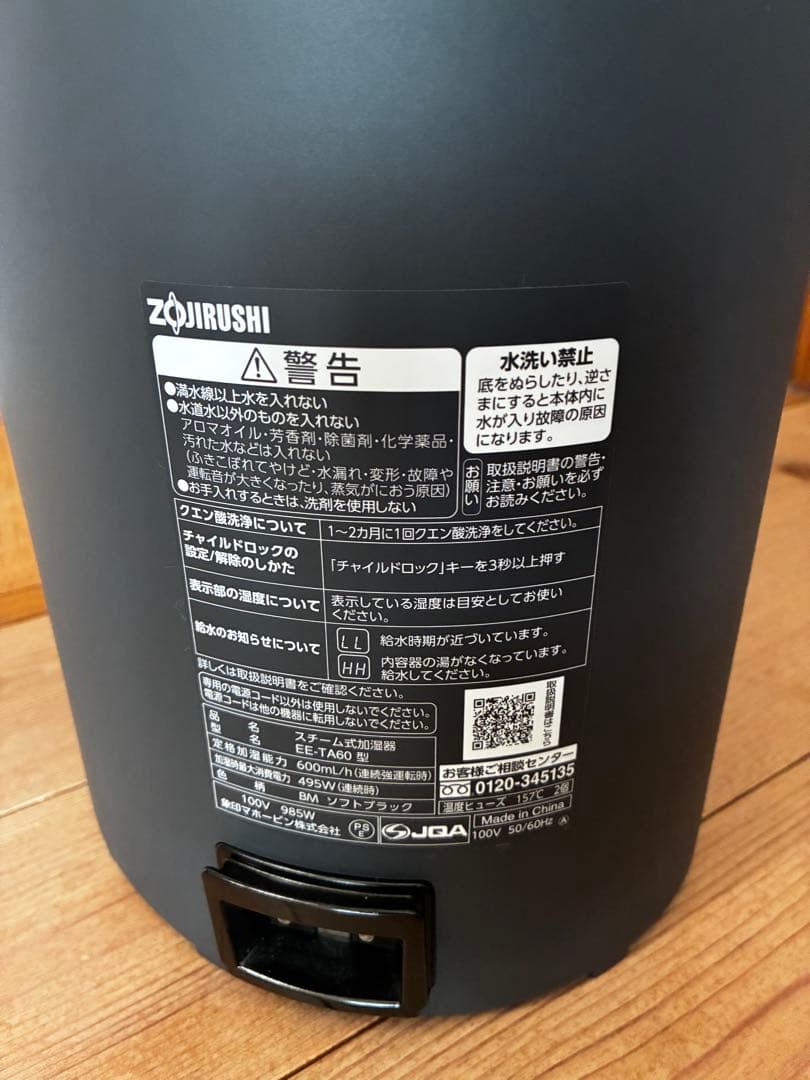 ZOJIRUSHI
警告
●満水線以上水を入れない
●水道水以外のものを入れない
アロマオイル・芳香剤・除菌剤・化学薬品・
汚れた水などは入れない
(ふきこぼれてやけど・水漏れ・変形・故障や
運転音が大きくなったり、蒸気がにおう原因)
●お手入れするときは、洗剤を使用しない
水洗い禁止
底をぬらしたり、逆さ
まにすると本体内に
水が入り故障の原因
になります。
お願い
取扱説明書の警告・
注意・お願いを必ず
お読みください。
クエン酸洗浄について
1〜2カ月に1回クエン酸洗浄をしてください。
チャイルドロックの
設定/解除のしかた
「チャイルドロック」キーを3秒以上押す
表示部の湿度について
表示している湿度は目安としてお使い
ください。
給水のお知らせについて
LL 給水時期が近づいています。
HH 内容器の湯がなくなっています。
給水してください。
詳しくは取扱説明書をご確認ください。
専用の電源コード以外は使用しないでください。
電源コードは他の機器に転用しないでください。
取扱説明書はこちら
品名 スチーム式加湿器
型名 EE-TA60 型
定格加湿能力 600mL/h(連続強運転時)
加湿時最大消費電力 495W(連続時)
色柄 BM ソフトブラック
100V 985W
象印マホービン株式会社
PSE
JQA
お客様ご相談センター
0120-345135
温度ヒューズ 157℃ 2個
Made in China
100V 50/60Hz Ⓐ